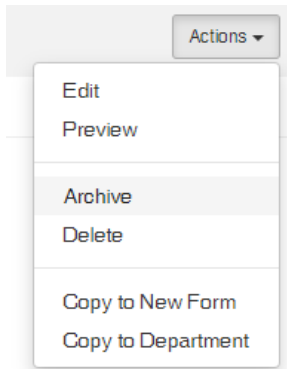 Actions
Edit
Preview
Archive
Delete
Copy to New Form
Copy to Department